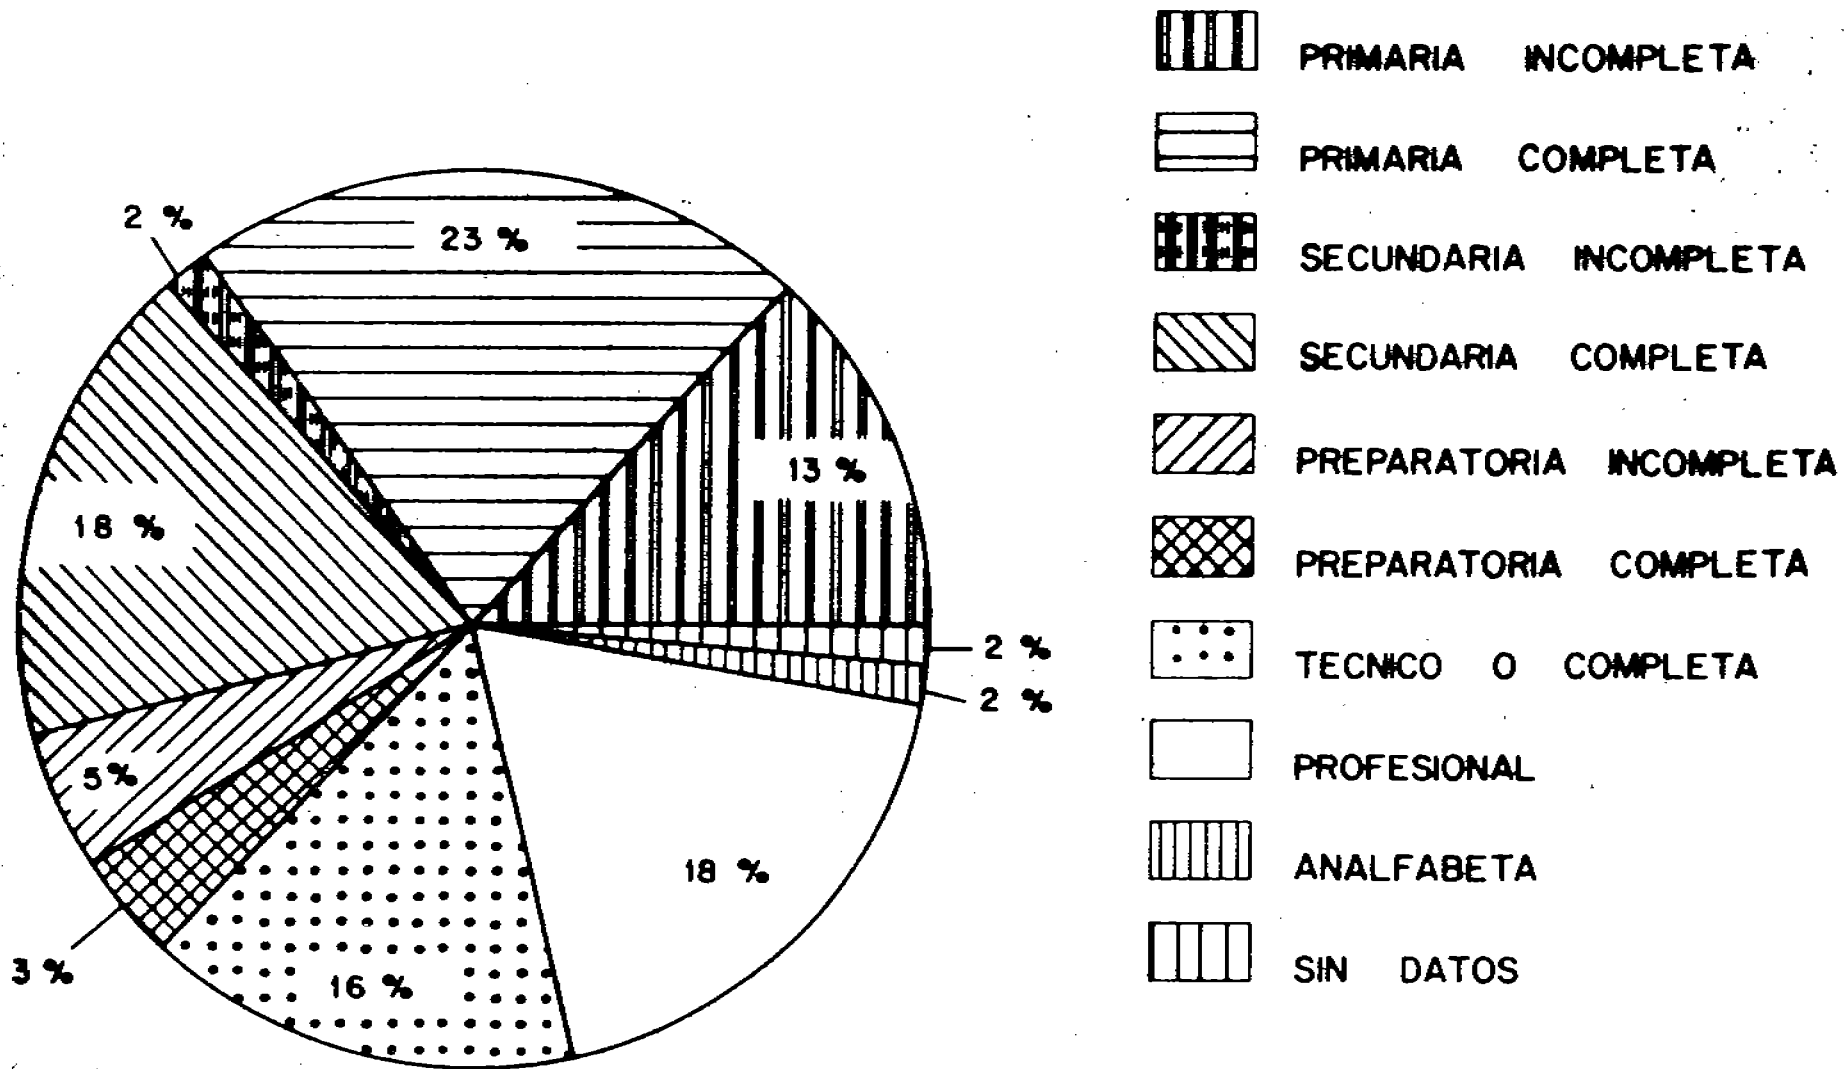 PRIMARIA INCOMPLETA
PRIMARIA COMPLETA
SECUNDARIA INCOMPLETA
SECUNDARIA COMPLETA
PREPARATORIA INCOMPLETA
PREPARATORIA COMPLETA
TECNICO O COMPLETA
PROFESIONAL
ANALFABETA
SIN DATOS
2 %
23 %
13 %
18 %
2 %
2 %
5 %
18 %
3 %
16 %